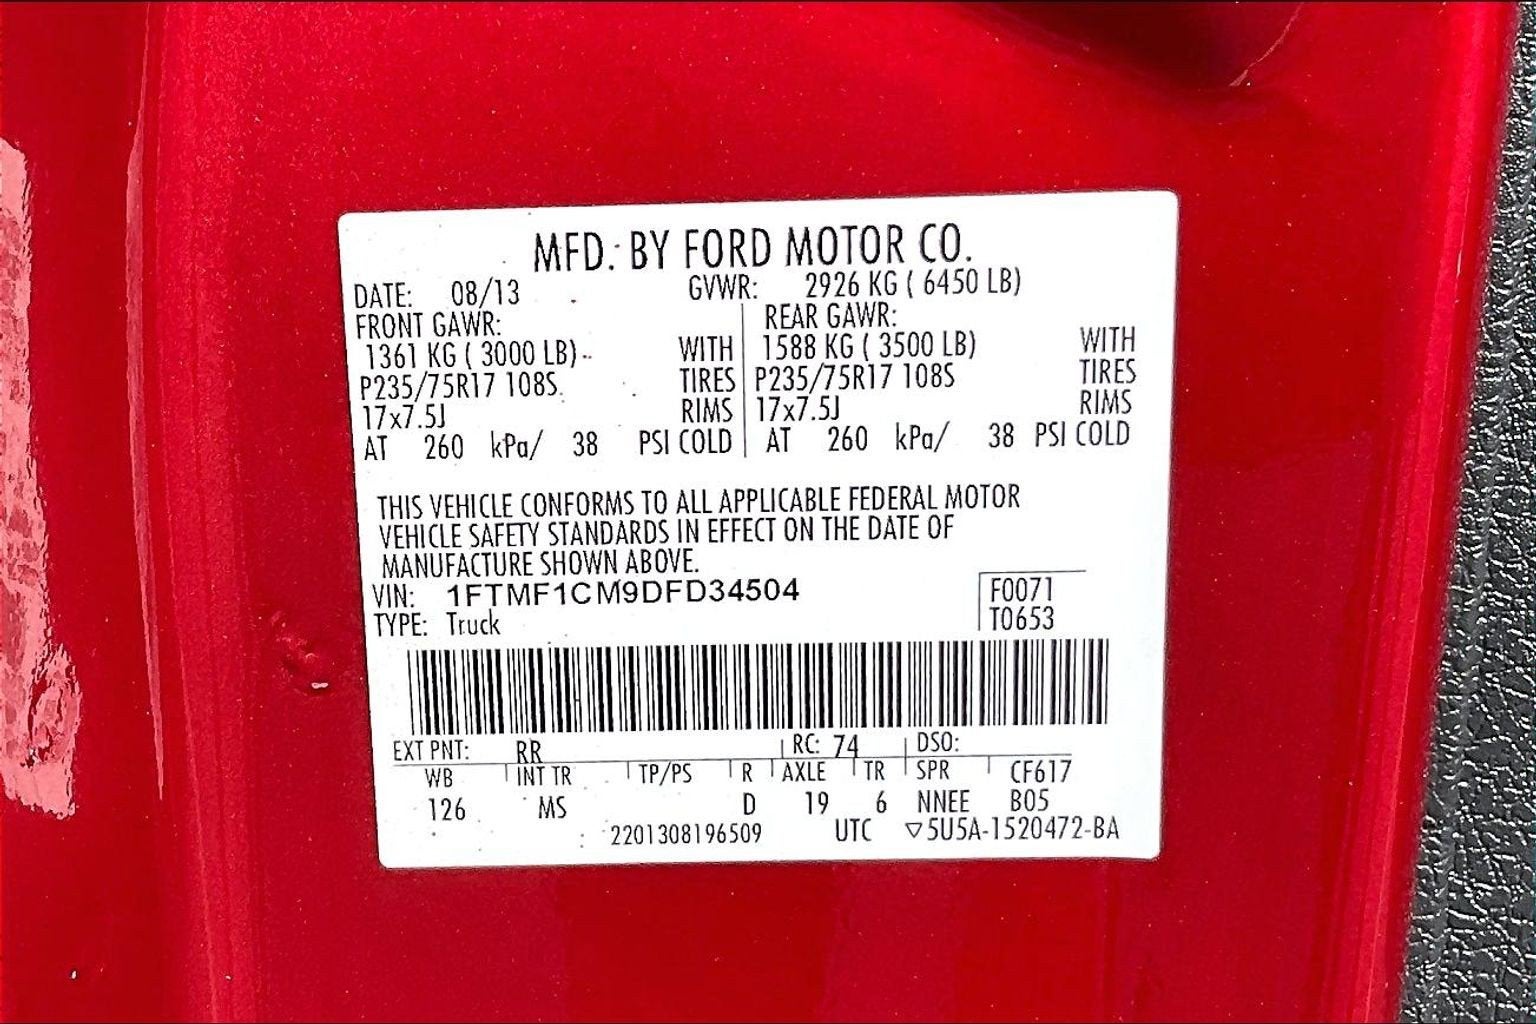 MFD. BY FORD MOTOR CO.
DATE: 08/13 GVWR: 2926 KG ( 6450 LB)
FRONT GAWR: REAR GAWR:
1361 KG ( 3000 LB) WITH 1588 KG ( 3500 LB) WITH
P235/75R17 108S TIRES P235/75R17 108S TIRES
17x7.5J RIMS 17x7.5J RIMS
AT 260 kPa/ 38 PSI COLD AT 260 kPa/ 38 PSI COLD
THIS VEHICLE CONFORMS TO ALL APPLICABLE FEDERAL MOTOR
VEHICLE SAFETY STANDARDS IN EFFECT ON THE DATE OF
MANUFACTURE SHOWN ABOVE.
VIN: 1FTMF1CM9DFD34504 F0071
TYPE: Truck T0653
EXT PNT: RR RC: 74 DSO:
WB INT TR TP/PS R AXLE TR SPR CF617
126 MS D 19 6 NNEE B05
2201308196509 UTC ▽5U5A-1520472-BA